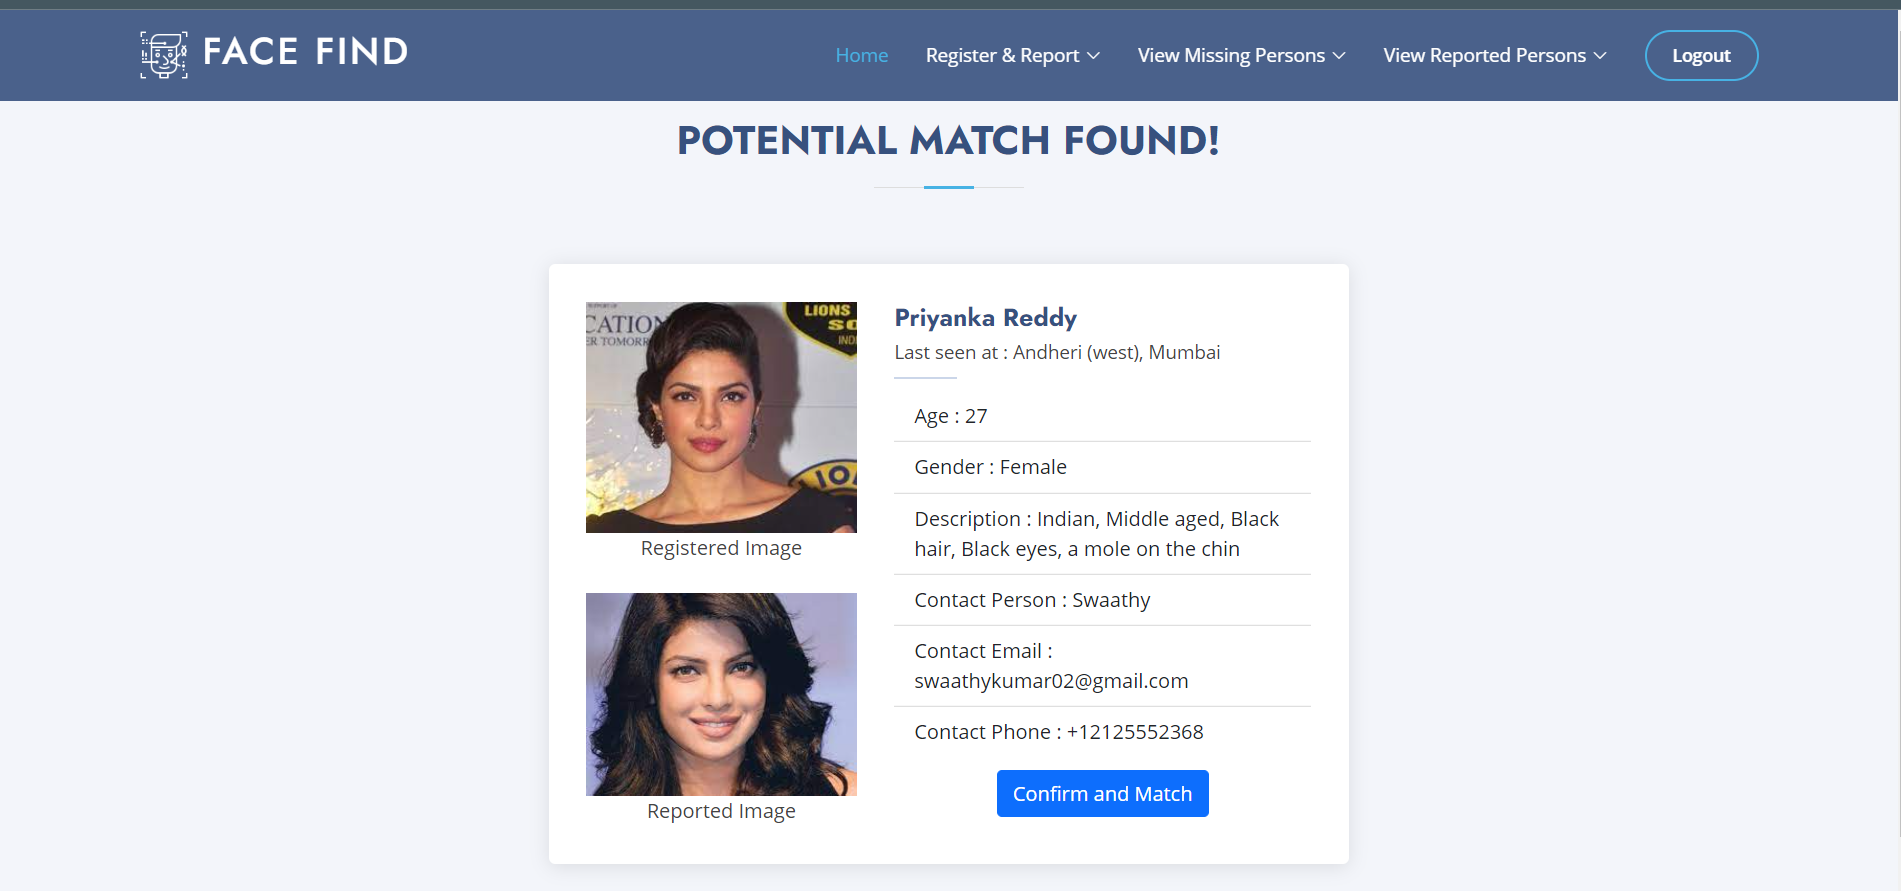 FACE FIND
Home
Register & Report
View Missing Persons
View Reported Persons
Logout
POTENTIAL MATCH FOUND!
CATION
ER TOMORR
LIONS
SO
INDI
LIO
Registered Image
Reported Image
Priyanka Reddy
Last seen at : Andheri (west), Mumbai
Age : 27
Gender : Female
Description : Indian, Middle aged, Black
hair, Black eyes, a mole on the chin
Contact Person : Swaathy
Contact Email :
swaathykumar02@gmail.com
Contact Phone : +12125552368
Confirm and Match